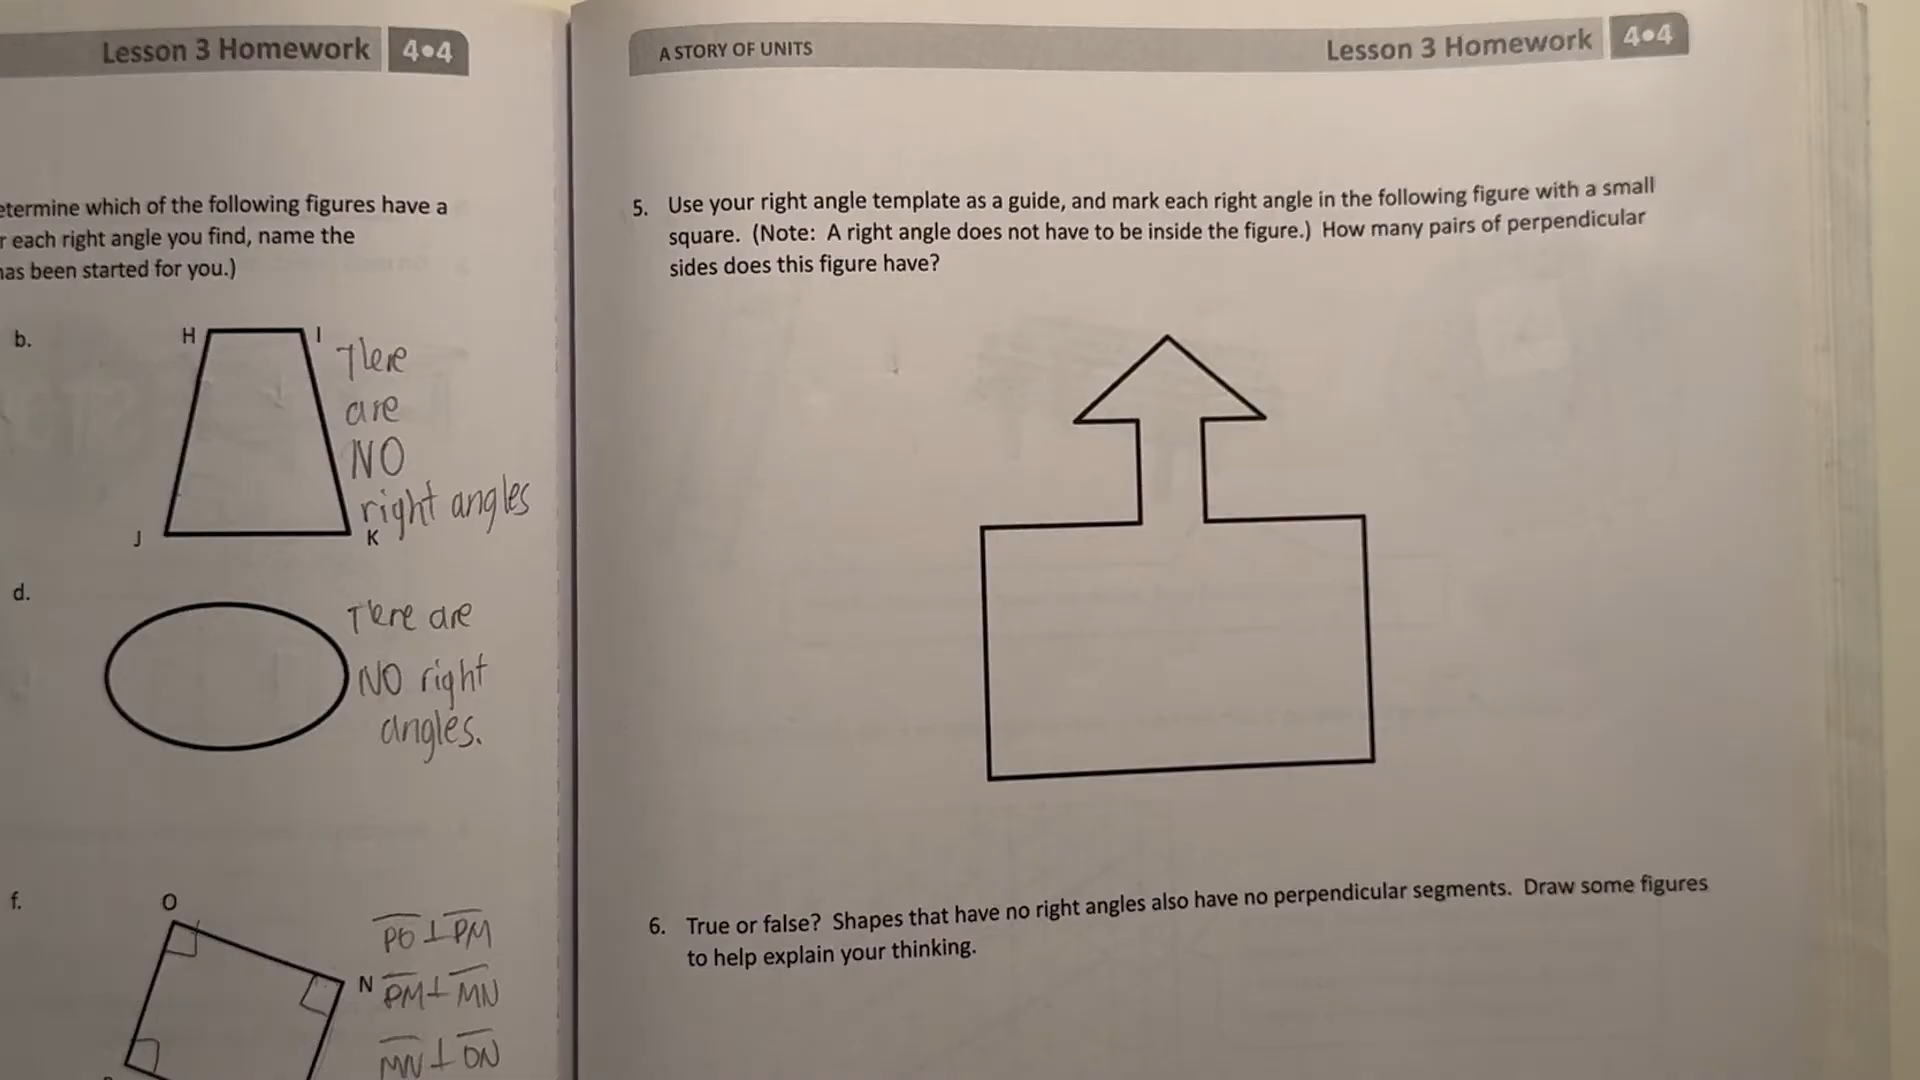 Lesson 3 Homework 4•4
etermine which of the following figures have a
r each right angle you find, name the
has been started for you.)
b.
H
I
J
K
There
are
NO
right angles
d.
There are
NO right
angles.
f.
O
N
PO ⊥ PM
PM ⊥ MN
MN ⊥ ON
A STORY OF UNITS
Lesson 3 Homework 4•4
5. Use your right angle template as a guide, and mark each right angle in the following figure with a small
square. (Note: A right angle does not have to be inside the figure.) How many pairs of perpendicular
sides does this figure have?
6. True or false? Shapes that have no right angles also have no perpendicular segments. Draw some figures
to help explain your thinking.